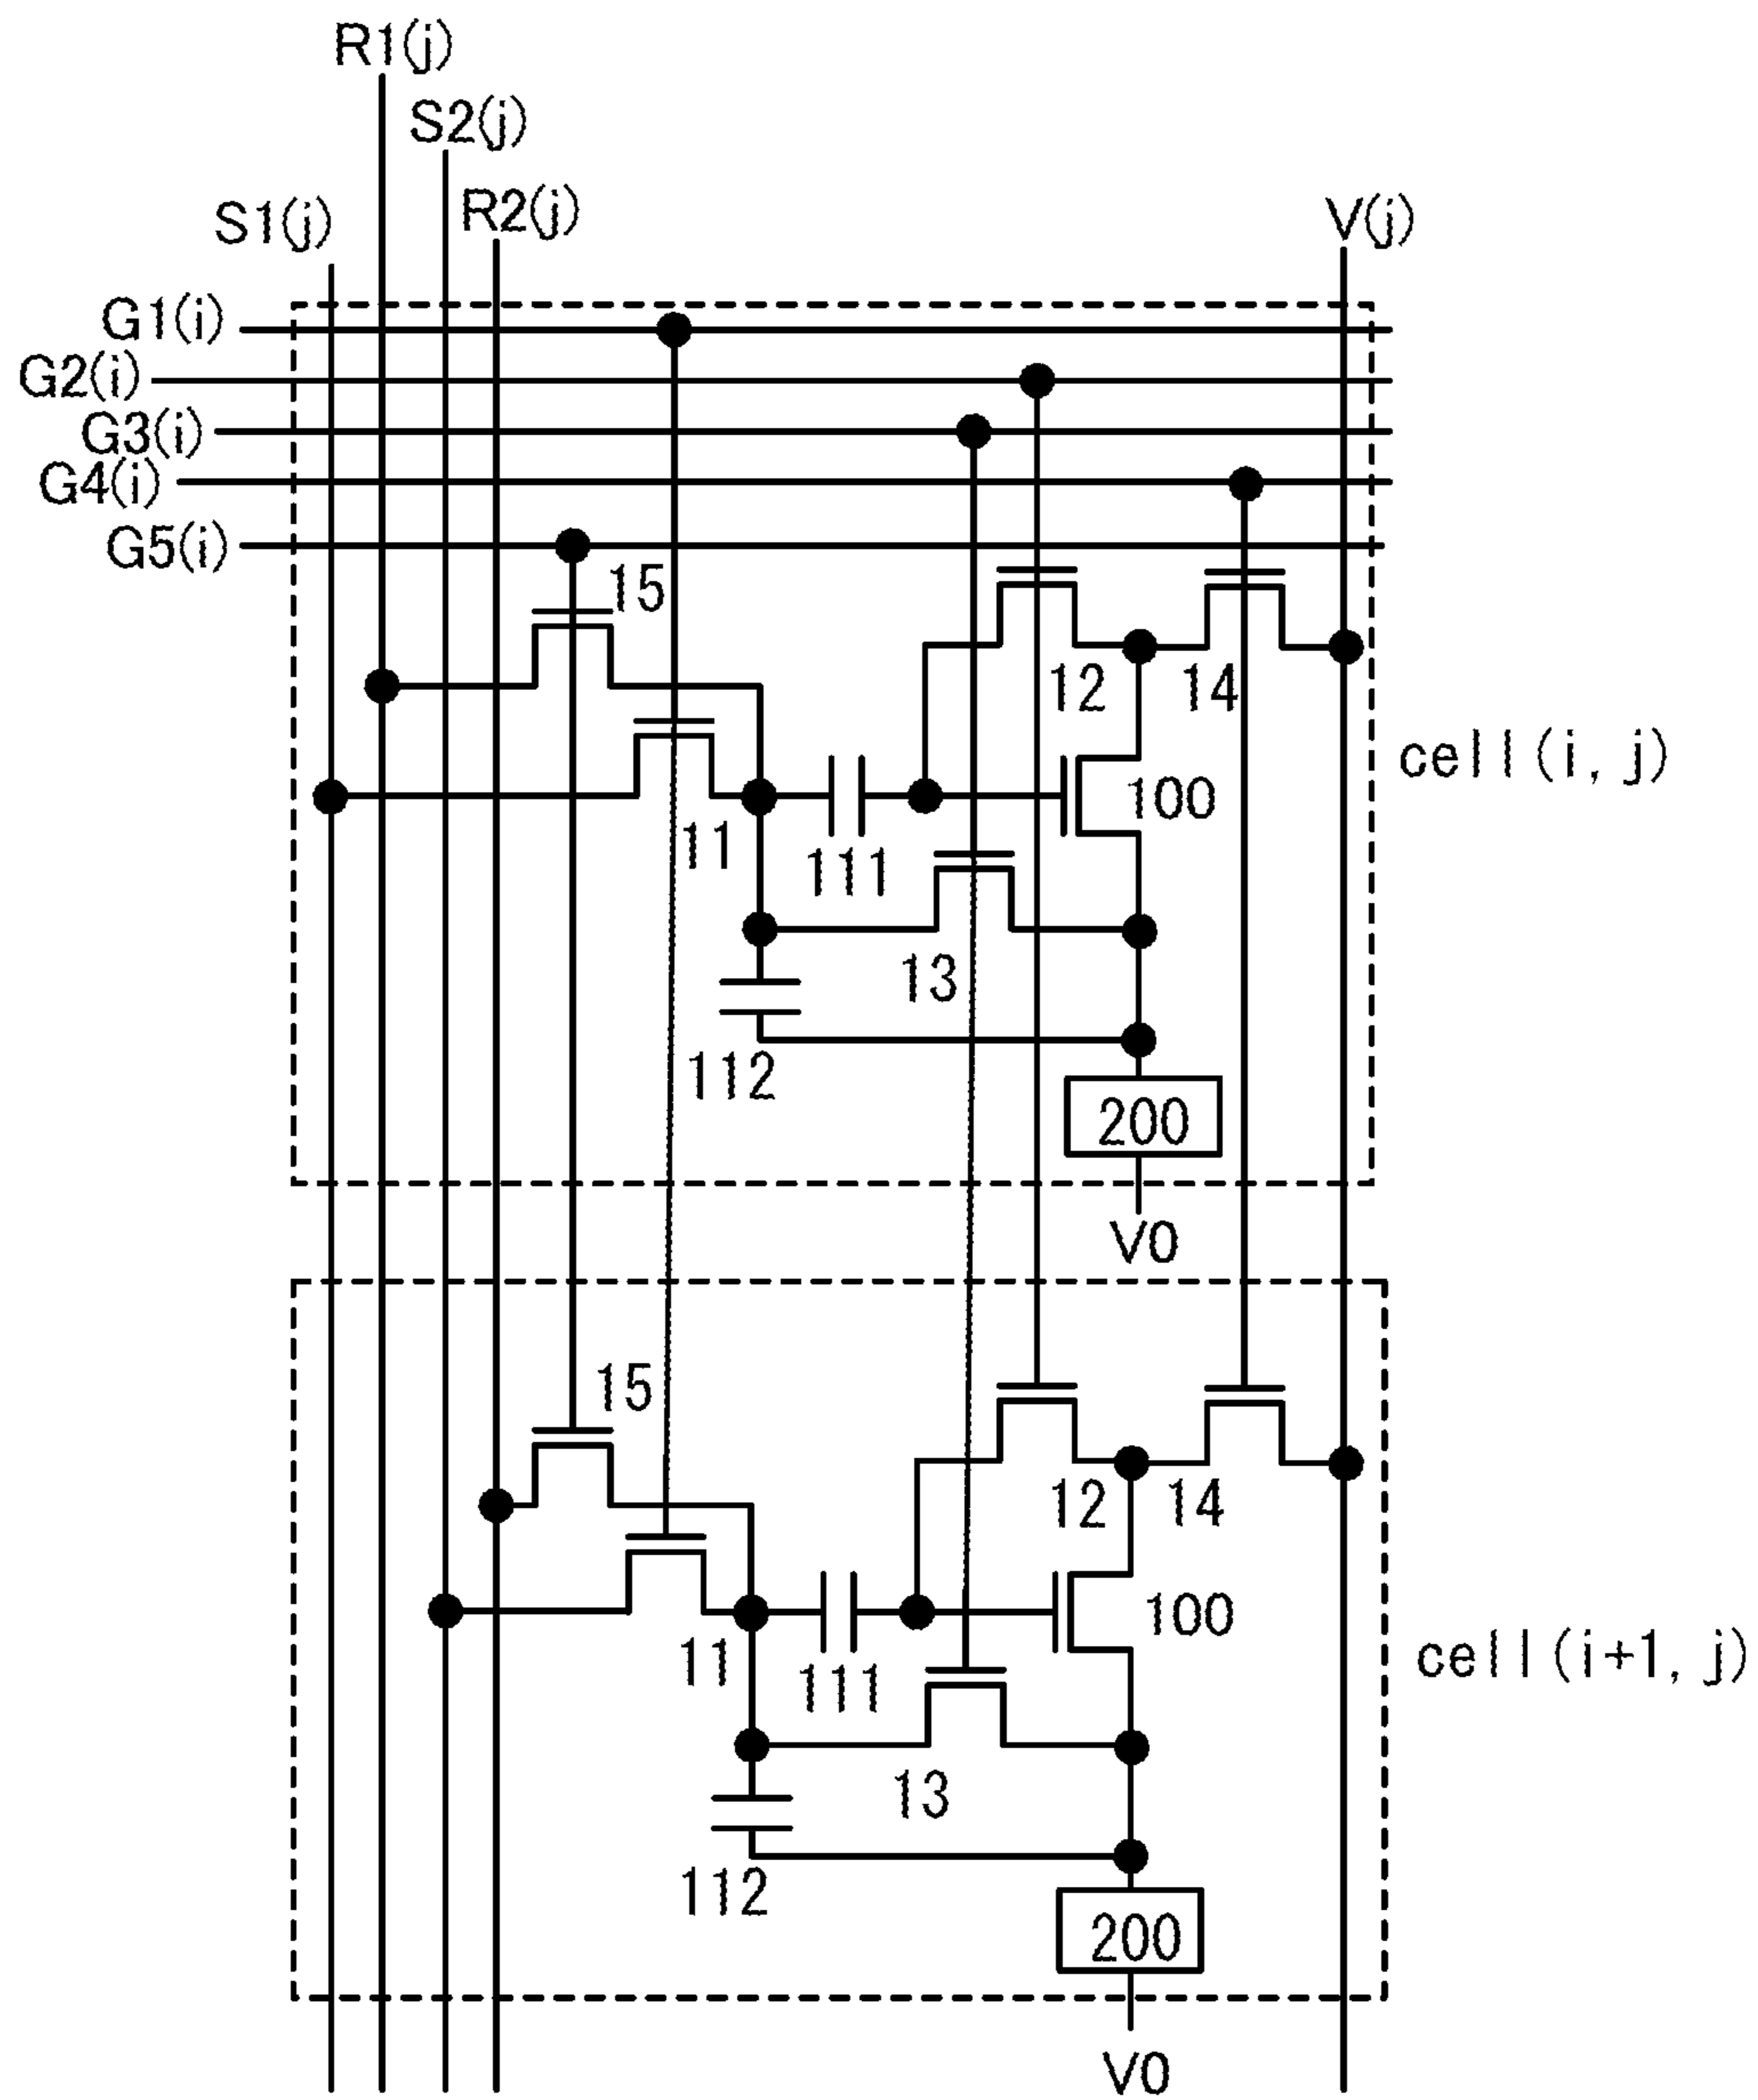 R1(j)
S2(j)
S1(j)
R2(j)
V(j)
G1(i)
G2(i)
G3(i)
G4(i)
G5(i)
15
12
14
cell(i,j)
100
11
111
13
112
200
V0
15
12
14
100
11
111
cell(i+1,j)
13
112
200
V0